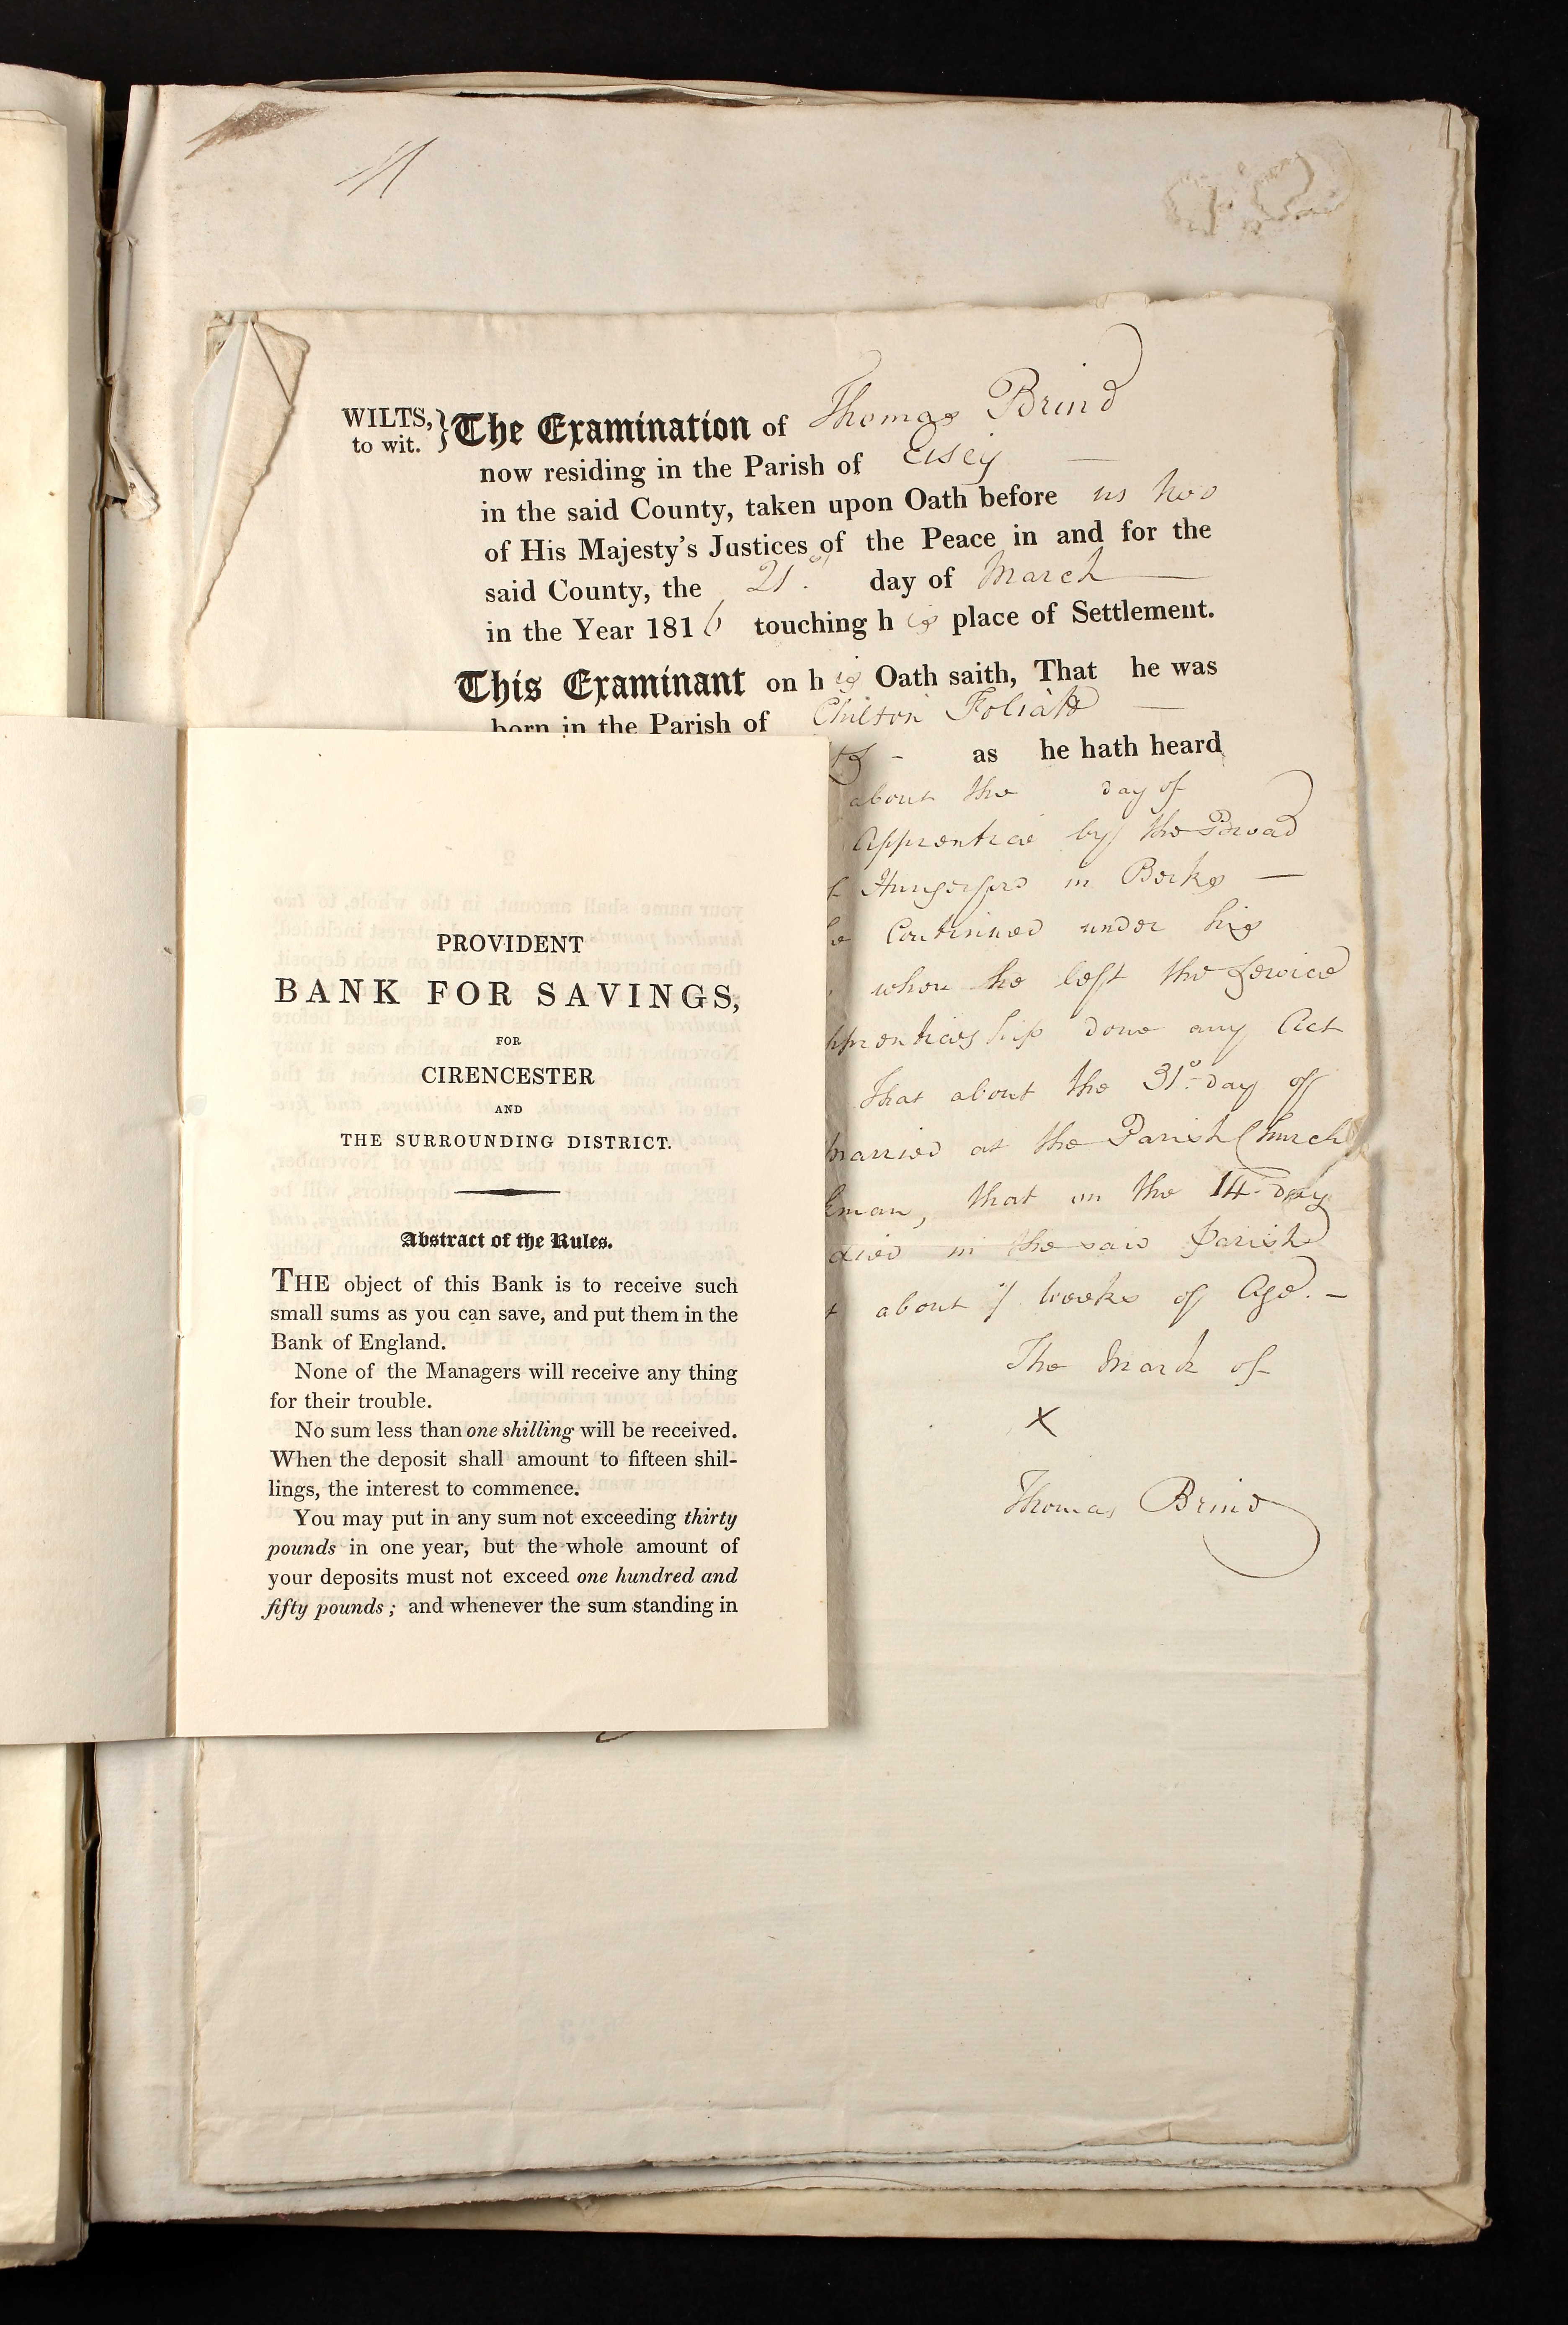 WILTS,
to wit.
The Examination of Thomas Brind
now residing in the Parish of Eisey
in the said County, taken upon Oath before us two
of His Majesty's Justices of the Peace in and for the
said County, the 21st day of March
in the Year 1816 touching his place of Settlement.
This Examinant on his Oath saith, That he was
born in the Parish of Chilton Foliatt
as he hath heard
about the day of
Apprentice by the Broad
Hungerford in Berks
Continued under his
when he left the Service
done any Act
That about the 31st day of
married at the Parish Church
that on the 14 day
died in the said Parish
about 7 weeks of Age.
The Mark of
X
Thomas Brind
PROVIDENT
BANK FOR SAVINGS,
FOR
CIRENCESTER
AND
THE SURROUNDING DISTRICT.
Abstract of the Rules.
THE object of this Bank is to receive such
small sums as you can save, and put them in the
Bank of England.
None of the Managers will receive any thing
for their trouble.
No sum less than one shilling will be received.
When the deposit shall amount to fifteen shil-
lings, the interest to commence.
You may put in any sum not exceeding thirty
pounds in one year, but the whole amount of
your deposits must not exceed one hundred and
fifty pounds; and whenever the sum standing in